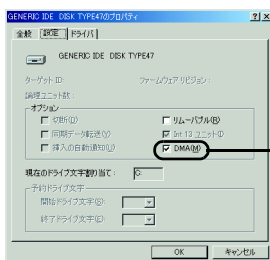 GENERIC IDE DISK TYPE47のプロパティ
全般 設定 ドライバ
GENERIC IDE DISK TYPE47
ターゲット ID: ファームウェア リビジョン:
論理ユニット数:
オプション
切断(D) リムーバブル(R)
同期データ転送(Y) Int 13 ユニット(I)
挿入の自動通知(U) DMA(M)
現在のドライブ文字割り当て: C:
予約ドライブ文字
開始ドライブ文字(S):
終了ドライブ文字(E):
OK キャンセル